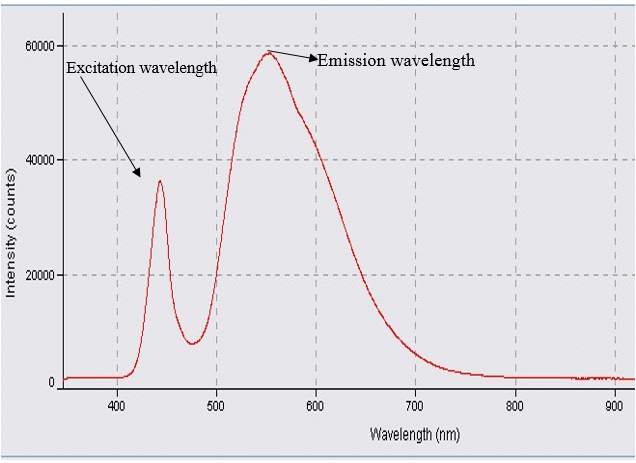 60000
Excitation wavelength
Emission wavelength
40000
Intensity (counts)
20000
0
400 500 600 700 800 900
Wavelength (nm)